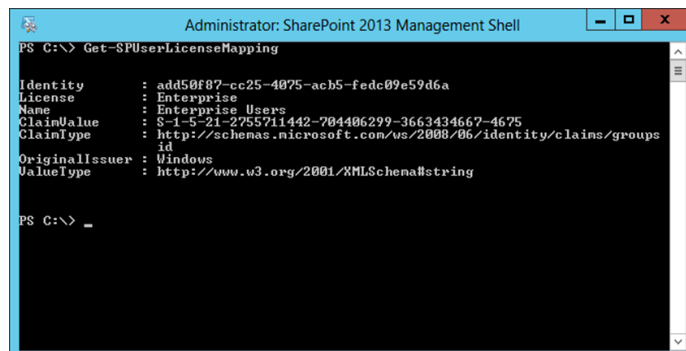 Administrator: SharePoint 2013 Management Shell
PS C:\> Get-SPUserLicenseMapping
Identity : add50f87-cc25-4075-acb5-fedc09e59d6a
License : Enterprise
Name : Enterprise Users
ClaimValue : S-1-5-21-2755711442-704406299-3663434667-4675
ClaimType : http://schemas.microsoft.com/ws/2008/06/identity/claims/groups
id
OriginalIssuer : Windows
ValueType : http://www.w3.org/2001/XMLSchema#string
PS C:\> _